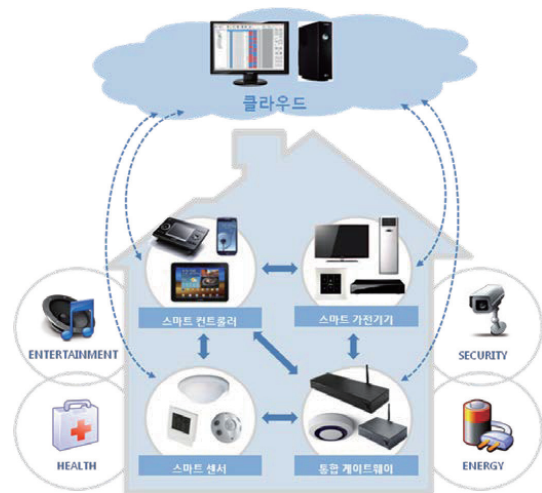 클라우드
스마트 컨트롤러
스마트 가전기기
ENTERTAINMENT
SECURITY
스마트 센서
통합 게이트웨이
HEALTH
ENERGY